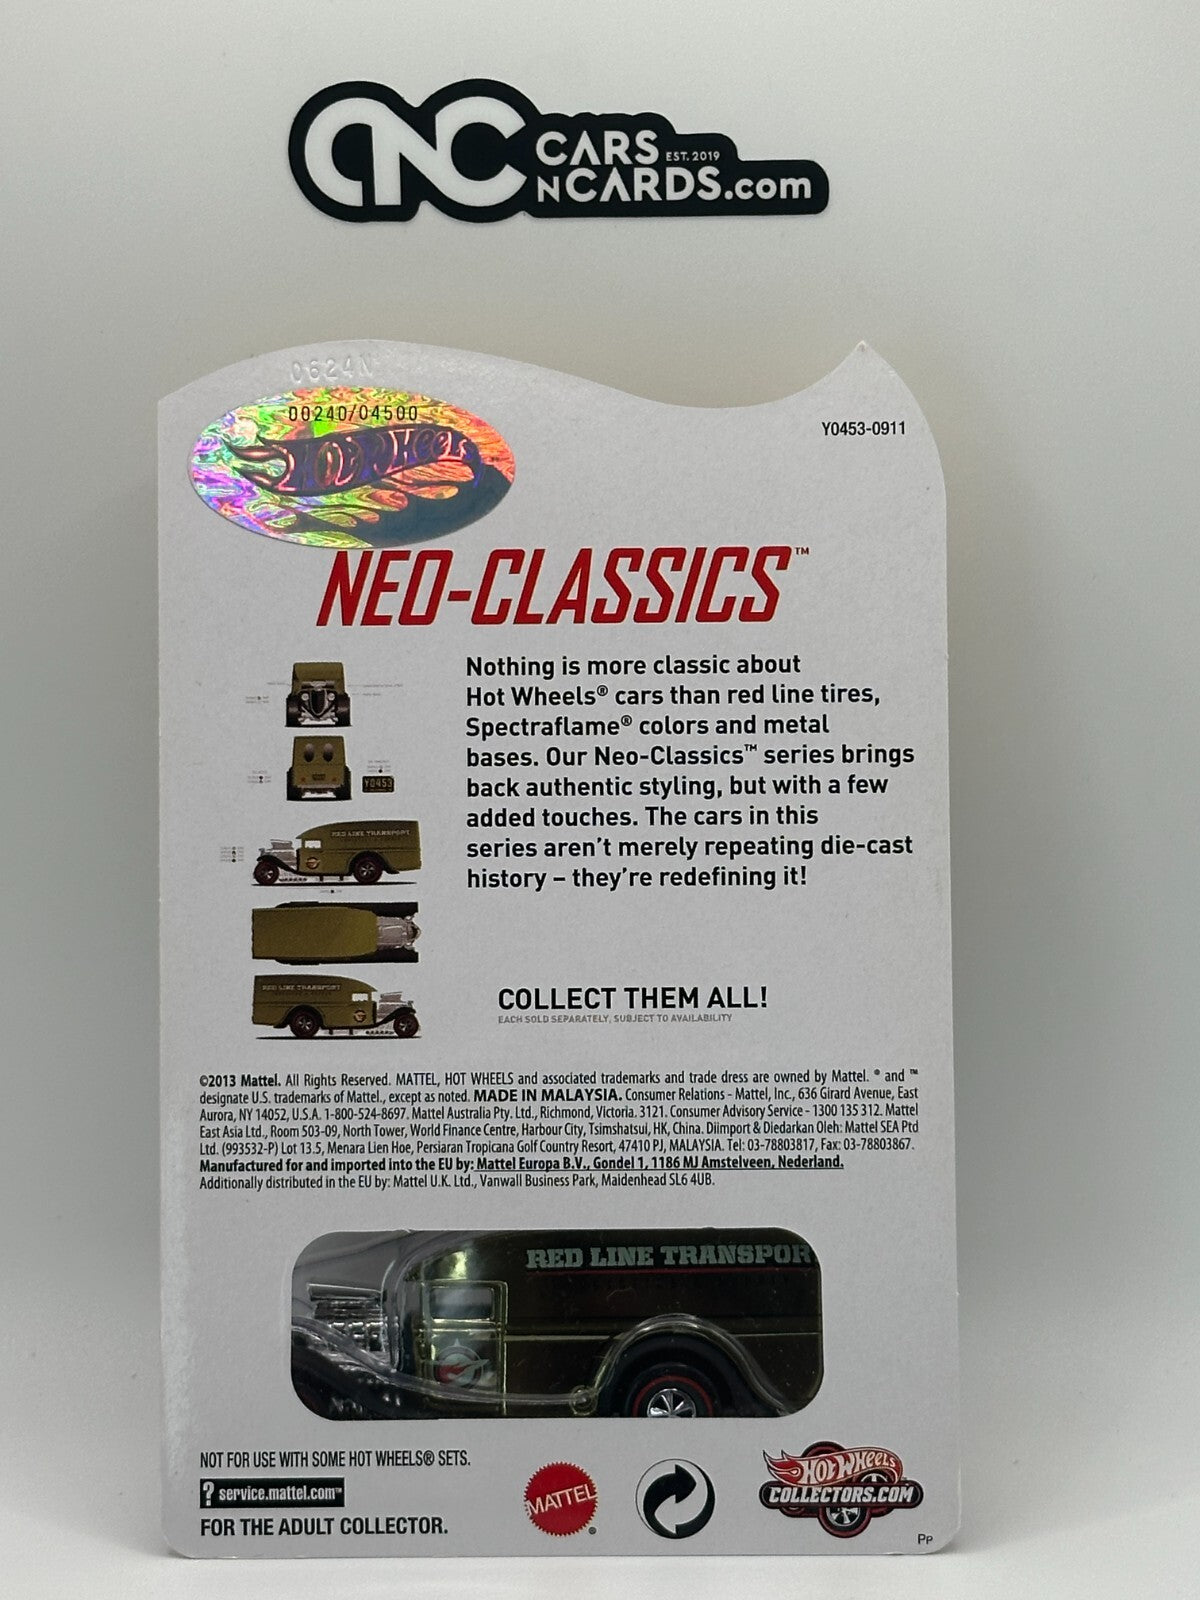 CNC CARS EST. 2019
N CARDS.com
0624N
00240/04500
Hot Wheels
Y0453-0911
NEO-CLASSICS™
Nothing is more classic about
Hot Wheels® cars than red line tires,
Spectraflame® colors and metal
bases. Our Neo-Classics™ series brings
back authentic styling, but with a few
added touches. The cars in this
series aren't merely repeating die-cast
history – they're redefining it!
Y0453
RED LINE TRANSPORT
RED LINE TRANSPORT
COLLECT THEM ALL!
EACH SOLD SEPARATELY, SUBJECT TO AVAILABILITY
©2013 Mattel. All Rights Reserved. MATTEL, HOT WHEELS and associated trademarks and trade dress are owned by Mattel. ® and ™
designate U.S. trademarks of Mattel., except as noted. MADE IN MALAYSIA. Consumer Relations - Mattel, Inc., 636 Girard Avenue, East
Aurora, NY 14052, U.S.A. 1-800-524-8697. Mattel Australia Pty. Ltd., Richmond, Victoria. 3121. Consumer Advisory Service - 1300 135 312. Mattel
East Asia Ltd., Room 503-09, North Tower, World Finance Centre, Harbour City, Tsimshatsui, HK, China. Diimport & Diedarkan Oleh: Mattel SEA Ptd
Ltd. (993532-P) Lot 13.5, Menara Lien Hoe, Persiaran Tropicana Golf Country Resort, 47410 PJ, MALAYSIA. Tel: 03-78803817, Fax: 03-78803867.
Manufactured for and imported into the EU by: Mattel Europa B.V., Gondel 1, 1186 MJ Amstelveen, Nederland.
Additionally distributed in the EU by: Mattel U.K. Ltd., Vanwall Business Park, Maidenhead SL6 4UB.
RED LINE TRANSPOR
NOT FOR USE WITH SOME HOT WHEELS® SETS.
? service.mattel.com™
FOR THE ADULT COLLECTOR.
MATTEL®
Hot Wheels
COLLECTORS.COM
PP